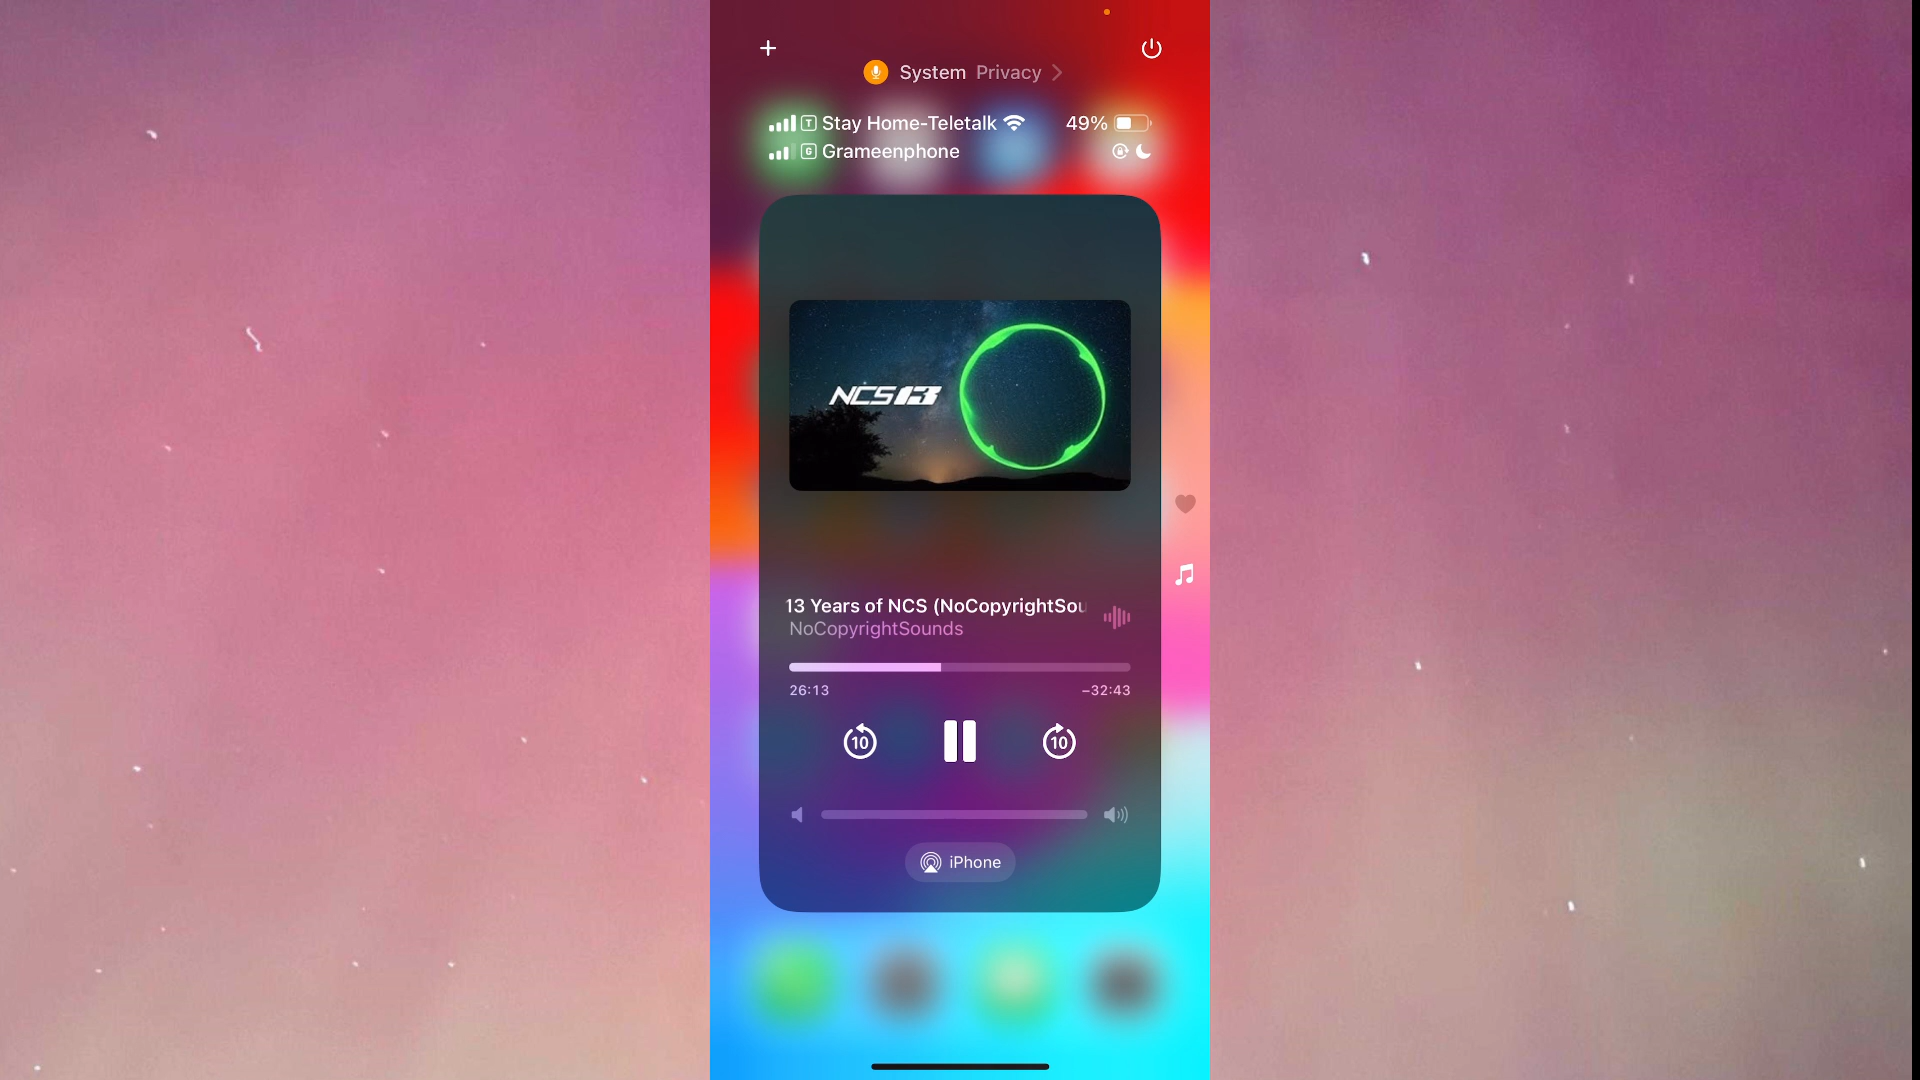 System Privacy
T Stay Home-Teletalk 49%
G Grameenphone
NCS13
13 Years of NCS (NoCopyrightSou
NoCopyrightSounds
26:13 −32:43
10 10
iPhone